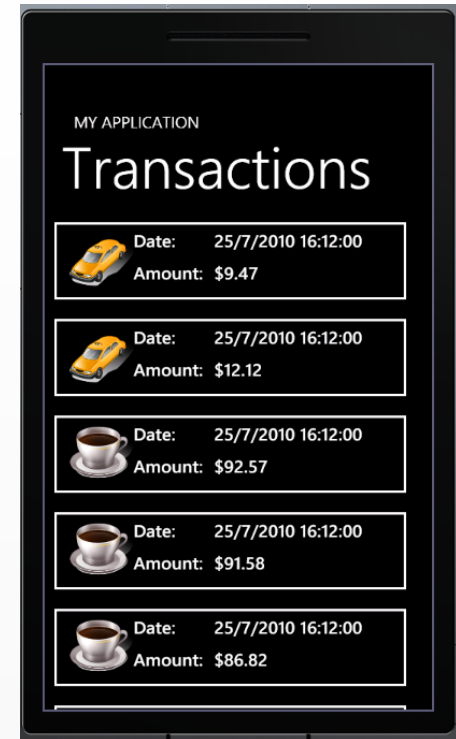 MY APPLICATION
Transactions
Date: 25/7/2010 16:12:00
Amount: $9.47
Date: 25/7/2010 16:12:00
Amount: $12.12
Date: 25/7/2010 16:12:00
Amount: $92.57
Date: 25/7/2010 16:12:00
Amount: $91.58
Date: 25/7/2010 16:12:00
Amount: $86.82